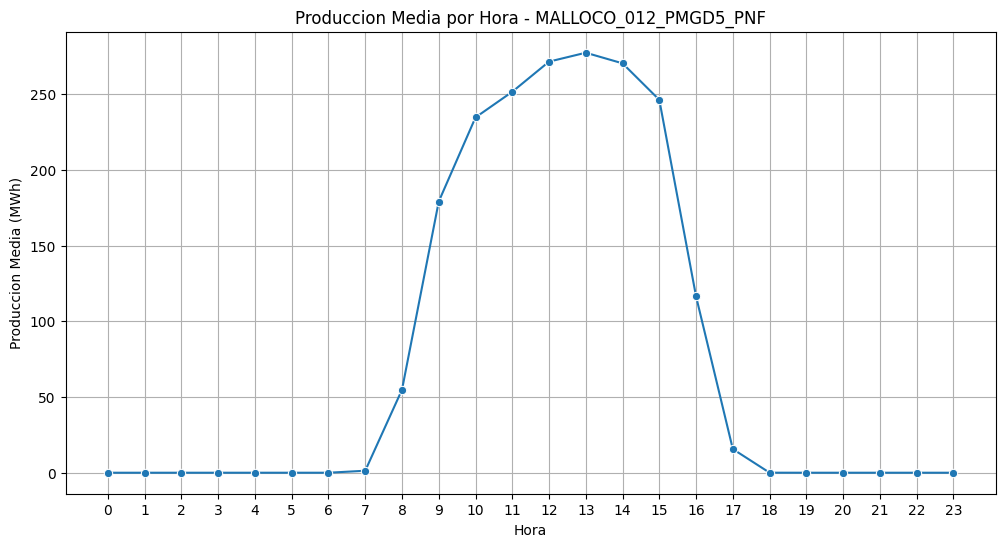 Produccion Media por Hora - MALLOCO_012_PMGD5_PNF
Produccion Media (MWh)
250
200
150
100
50
0
0 1 2 3 4 5 6 7 8 9 10 11 12 13 14 15 16 17 18 19 20 21 22 23
Hora